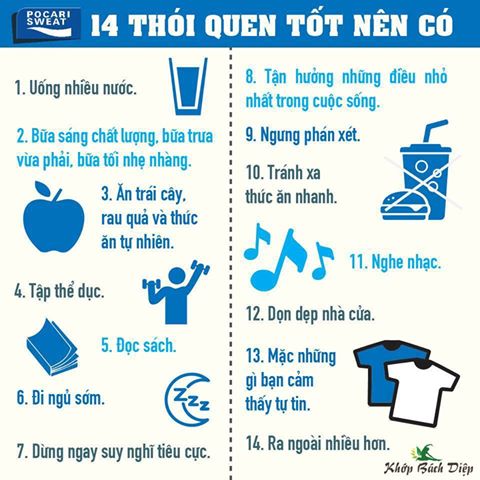 POCARI
SWEAT
14 THÓI QUEN TỐT NÊN CÓ
1. Uống nhiều nước.
2. Bữa sáng chất lượng, bữa trưa
vừa phải, bữa tối nhẹ nhàng.
3. Ăn trái cây,
rau quả và thức
ăn tự nhiên.
4. Tập thể dục.
5. Đọc sách.
6. Đi ngủ sớm.
ZZZ
7. Dừng ngay suy nghĩ tiêu cực.
8. Tận hưởng những điều nhỏ
nhất trong cuộc sống.
9. Ngưng phán xét.
10. Tránh xa
thức ăn nhanh.
11. Nghe nhạc.
12. Dọn dẹp nhà cửa.
13. Mặc những
gì bạn cảm
thấy tự tin.
14. Ra ngoài nhiều hơn.
Khớp Bách Diệp